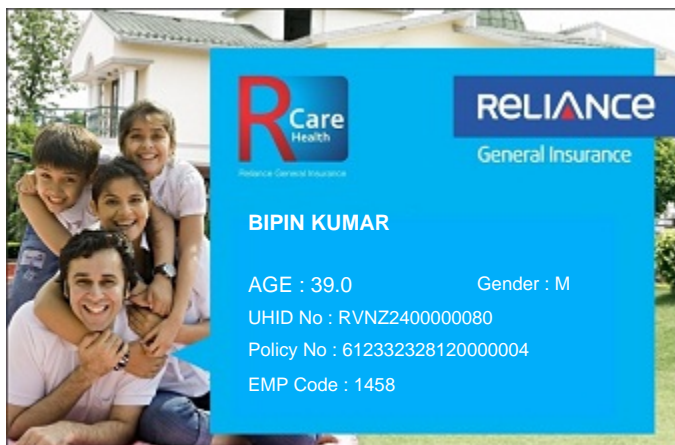 RCare
Health
Reliance General Insurance
RELIANCE
General Insurance
BIPIN KUMAR
AGE : 39.0 Gender : M
UHID No : RVNZ2400000080
Policy No : 612332328120000004
EMP Code : 1458